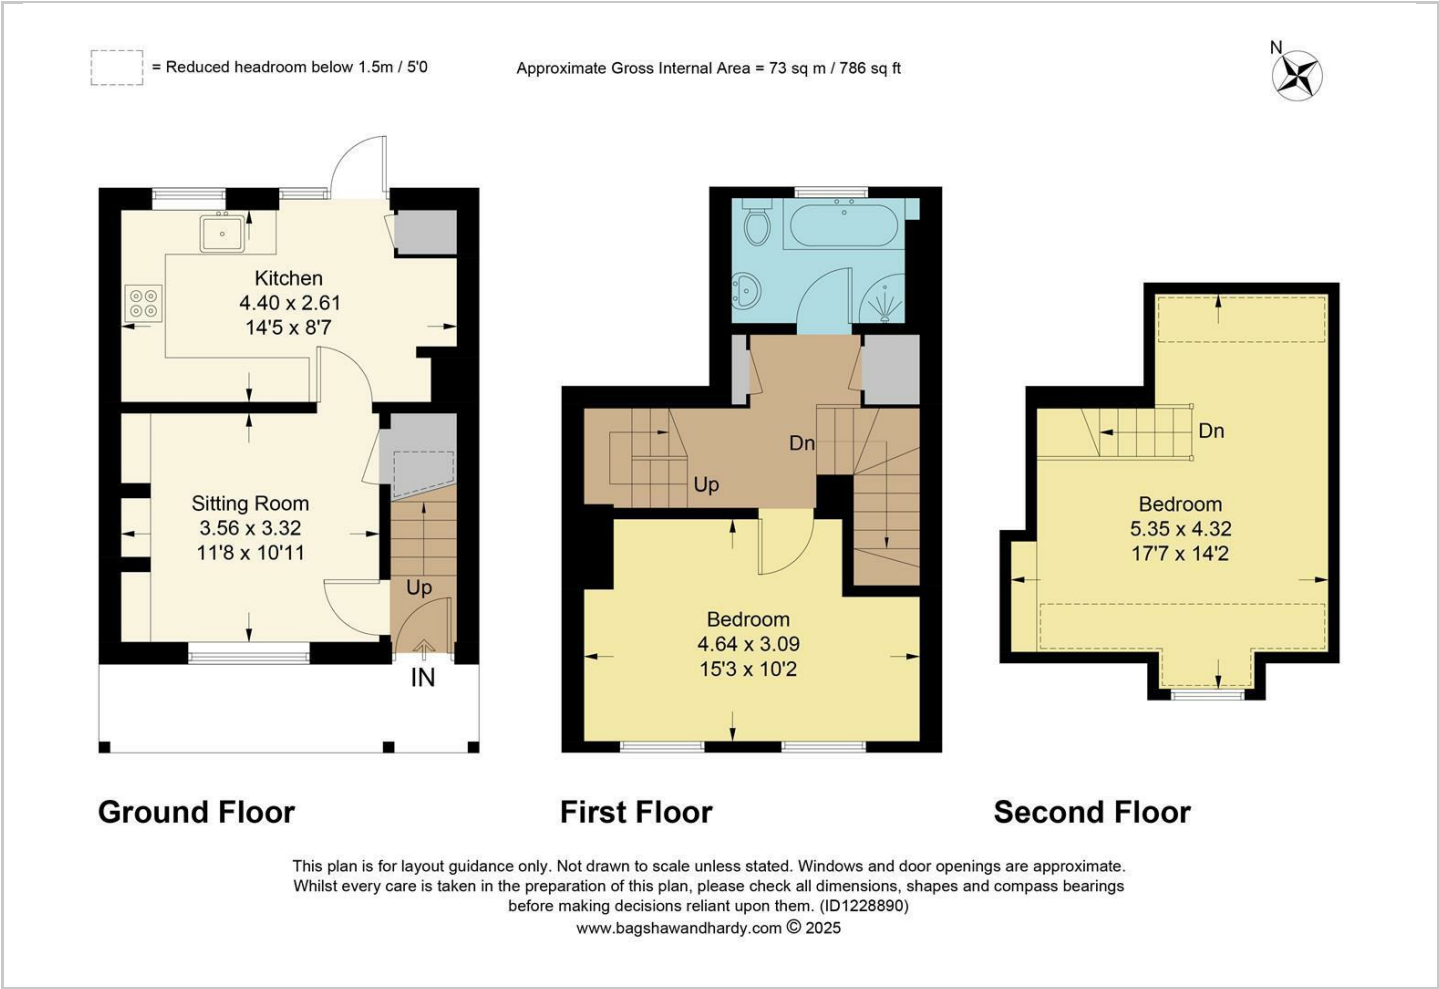 = Reduced headroom below 1.5m / 5'0
Approximate Gross Internal Area = 73 sq m / 786 sq ft
N
Kitchen
4.40 x 2.61
14'5 x 8'7
Sitting Room
3.56 x 3.32
11'8 x 10'11
Up
IN
Dn
Up
Bedroom
4.64 x 3.09
15'3 x 10'2
Dn
Bedroom
5.35 x 4.32
17'7 x 14'2
Ground Floor
First Floor
Second Floor
This plan is for layout guidance only. Not drawn to scale unless stated. Windows and door openings are approximate.
Whilst every care is taken in the preparation of this plan, please check all dimensions, shapes and compass bearings
before making decisions reliant upon them. (ID1228890)
www.bagshawandhardy.com © 2025